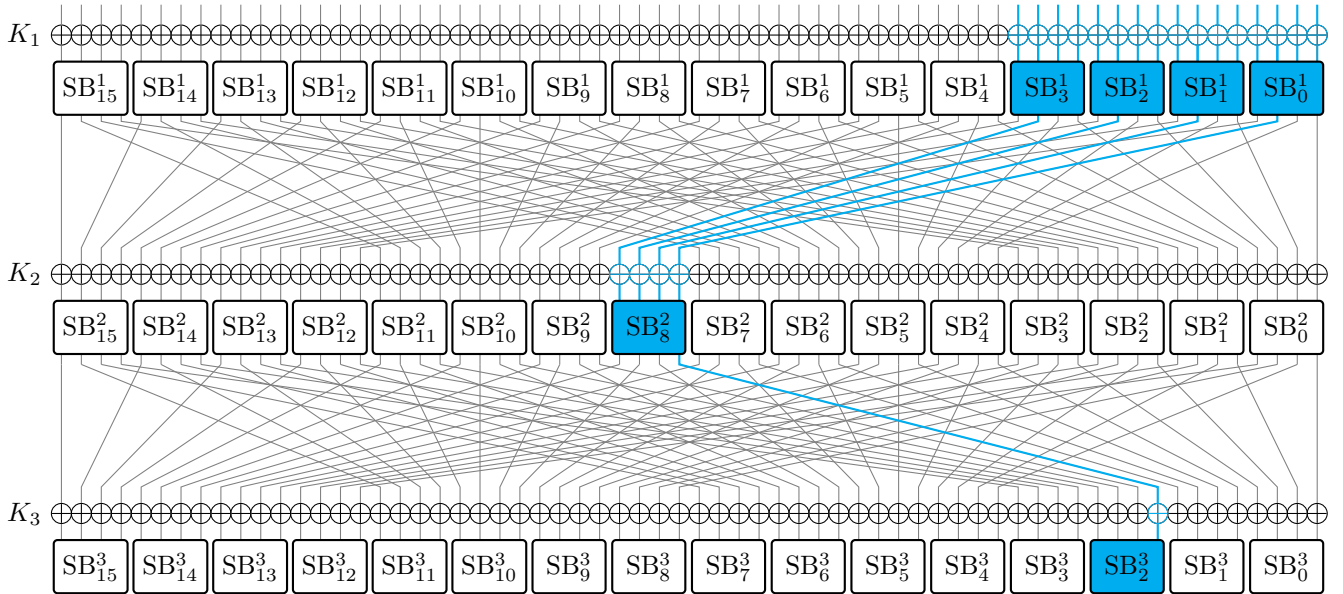 K₁
SB¹₁₅ SB¹₁₄ SB¹₁₃ SB¹₁₂ SB¹₁₁ SB¹₁₀ SB¹₉ SB¹₈ SB¹₇ SB¹₆ SB¹₅ SB¹₄ SB¹₃ SB¹₂ SB¹₁ SB¹₀
K₂
SB²₁₅ SB²₁₄ SB²₁₃ SB²₁₂ SB²₁₁ SB²₁₀ SB²₉ SB²₈ SB²₇ SB²₆ SB²₅ SB²₄ SB²₃ SB²₂ SB²₁ SB²₀
K₃
SB³₁₅ SB³₁₄ SB³₁₃ SB³₁₂ SB³₁₁ SB³₁₀ SB³₉ SB³₈ SB³₇ SB³₆ SB³₅ SB³₄ SB³₃ SB³₂ SB³₁ SB³₀